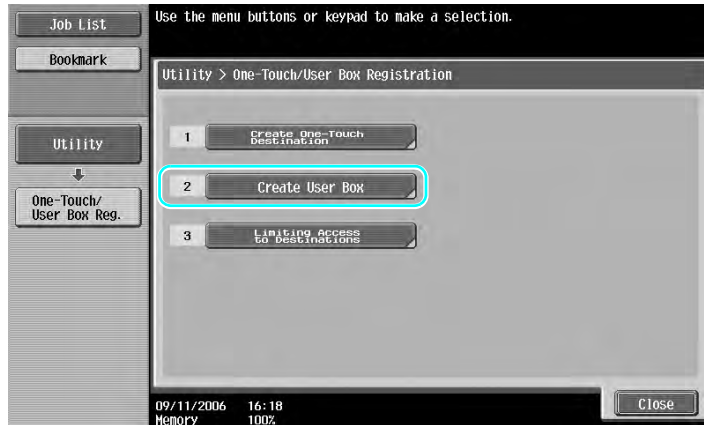 Job List
Bookmark
Use the menu buttons or keypad to make a selection.
Utility > One-Touch/User Box Registration
Utility
One-Touch/
User Box Reg.
1 Create One-Touch
Destination
2 Create User Box
3 Limiting Access
to Destinations
09/11/2006 16:18
Memory 100%
Close